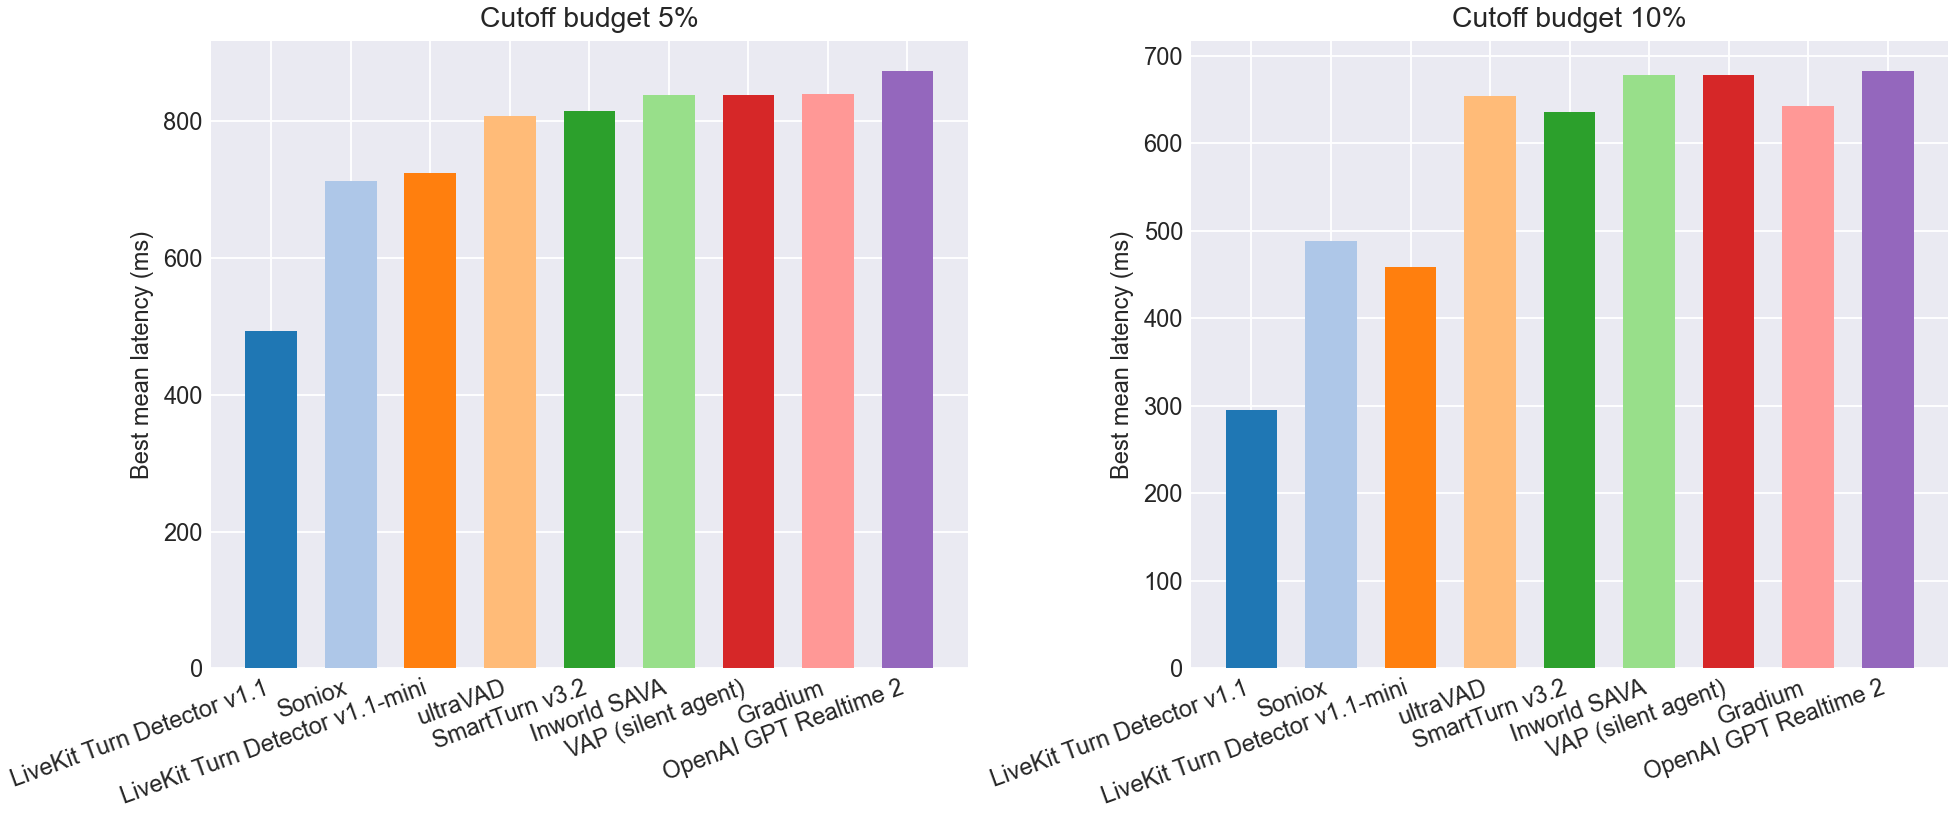 Cutoff budget 5%
Best mean latency (ms)
800
600
400
200
0
LiveKit Turn Detector v1.1
Soniox
LiveKit Turn Detector v1.1-mini
ultraVAD
SmartTurn v3.2
Inworld SAVA
VAP (silent agent)
Gradium
OpenAI GPT Realtime 2
Cutoff budget 10%
Best mean latency (ms)
700
600
500
400
300
200
100
0
LiveKit Turn Detector v1.1
Soniox
LiveKit Turn Detector v1.1-mini
ultraVAD
SmartTurn v3.2
Inworld SAVA
VAP (silent agent)
Gradium
OpenAI GPT Realtime 2